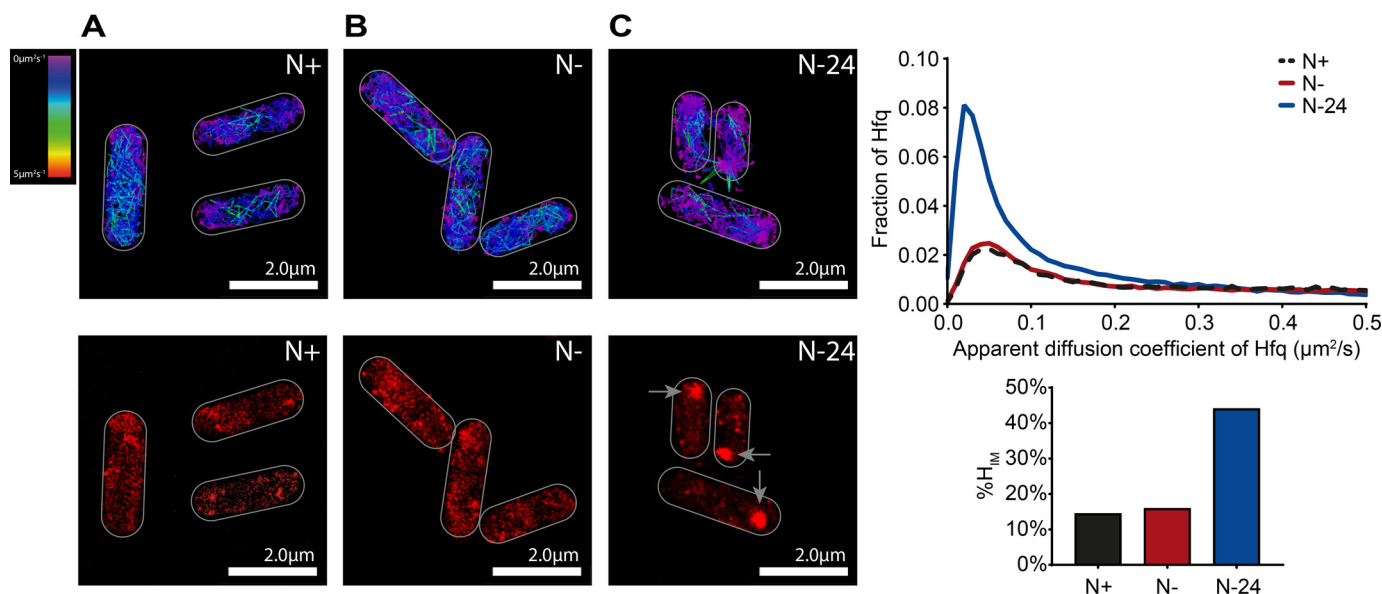 A
B
C
0µm²s⁻¹
5µm²s⁻¹
N+
2.0µm
N-
2.0µm
N-24
2.0µm
N+
2.0µm
N-
2.0µm
N-24
2.0µm
N+
N-
N-24
Fraction of Hfq
0.10
0.08
0.06
0.04
0.02
0.00
0.0
0.1
0.2
0.3
0.4
0.5
Apparent diffusion coefficient of Hfq (µm²/s)
%H_IM
50%
40%
30%
20%
10%
0%
N+
N-
N-24